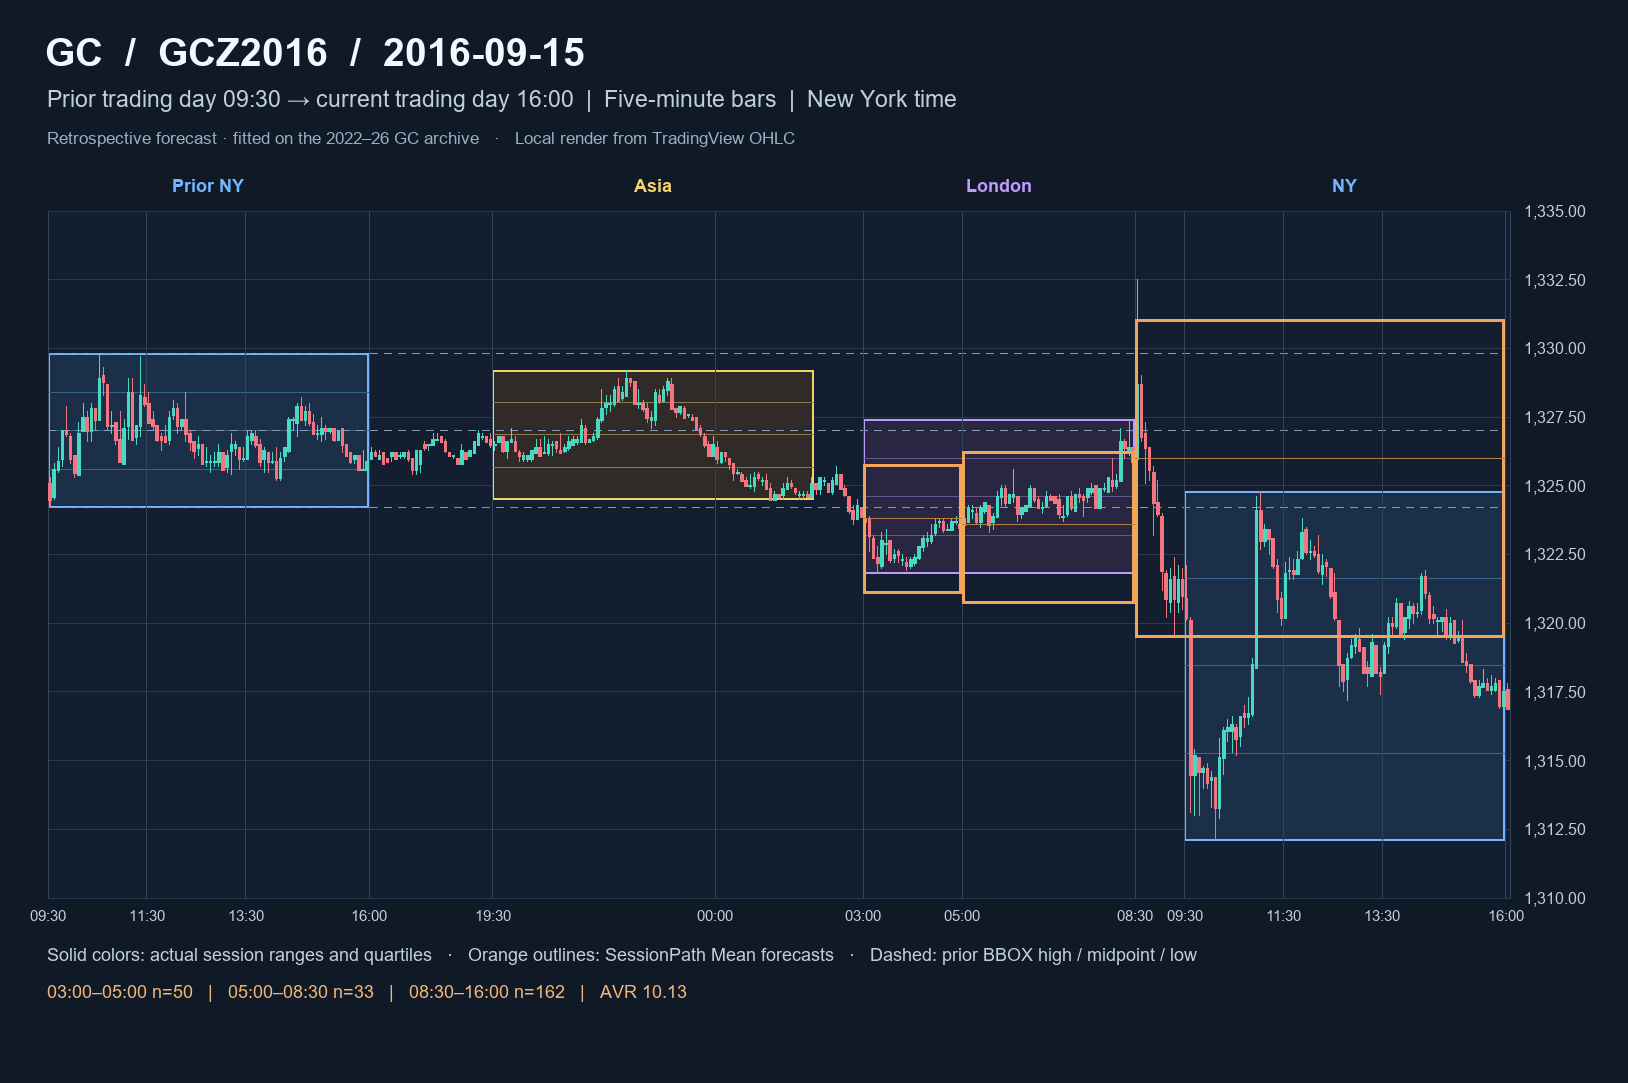 GC / GCZ2016 / 2016-09-15
Prior trading day 09:30 → current trading day 16:00 | Five-minute bars | New York time
Retrospective forecast · fitted on the 2022–26 GC archive · Local render from TradingView OHLC
Prior NY Asia London NY
1,335.00
1,332.50
1,330.00
1,327.50
1,325.00
1,322.50
1,320.00
1,317.50
1,315.00
1,312.50
1,310.00
09:30 11:30 13:30 16:00 19:30 00:00 03:00 05:00 08:30 09:30 11:30 13:30 16:00
Solid colors: actual session ranges and quartiles · Orange outlines: SessionPath Mean forecasts · Dashed: prior BBOX high / midpoint / low
03:00–05:00 n=50 | 05:00–08:30 n=33 | 08:30–16:00 n=162 | AVR 10.13